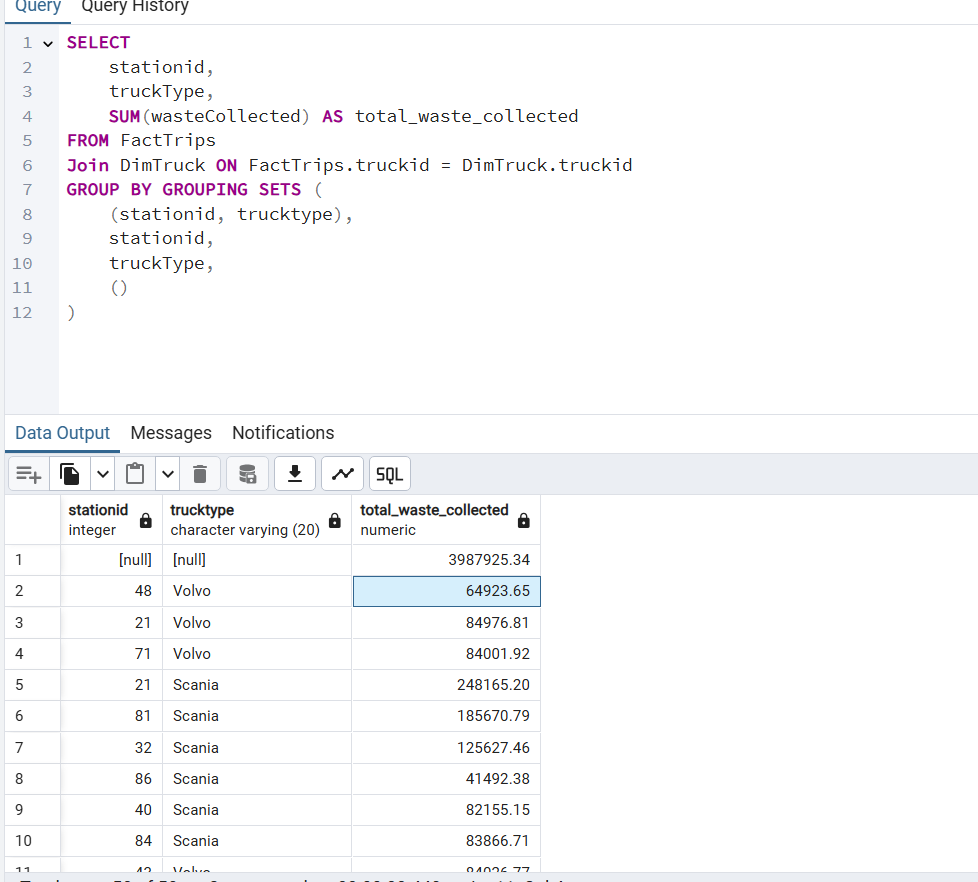 Query Query History
1 SELECT
2 stationid,
3 truckType,
4 SUM(wasteCollected) AS total_waste_collected
5 FROM FactTrips
6 Join DimTruck ON FactTrips.truckid = DimTruck.truckid
7 GROUP BY GROUPING SETS (
8 (stationid, trucktype),
9 stationid,
10 truckType,
11 ()
12 )
Data Output Messages Notifications
SQL
stationid trucktype total_waste_collected
integer character varying (20) numeric
1 [null] [null] 3987925.34
2 48 Volvo 64923.65
3 21 Volvo 84976.81
4 71 Volvo 84001.92
5 21 Scania 248165.20
6 81 Scania 185670.79
7 32 Scania 125627.46
8 86 Scania 41492.38
9 40 Scania 82155.15
10 84 Scania 83866.71
11 Volvo